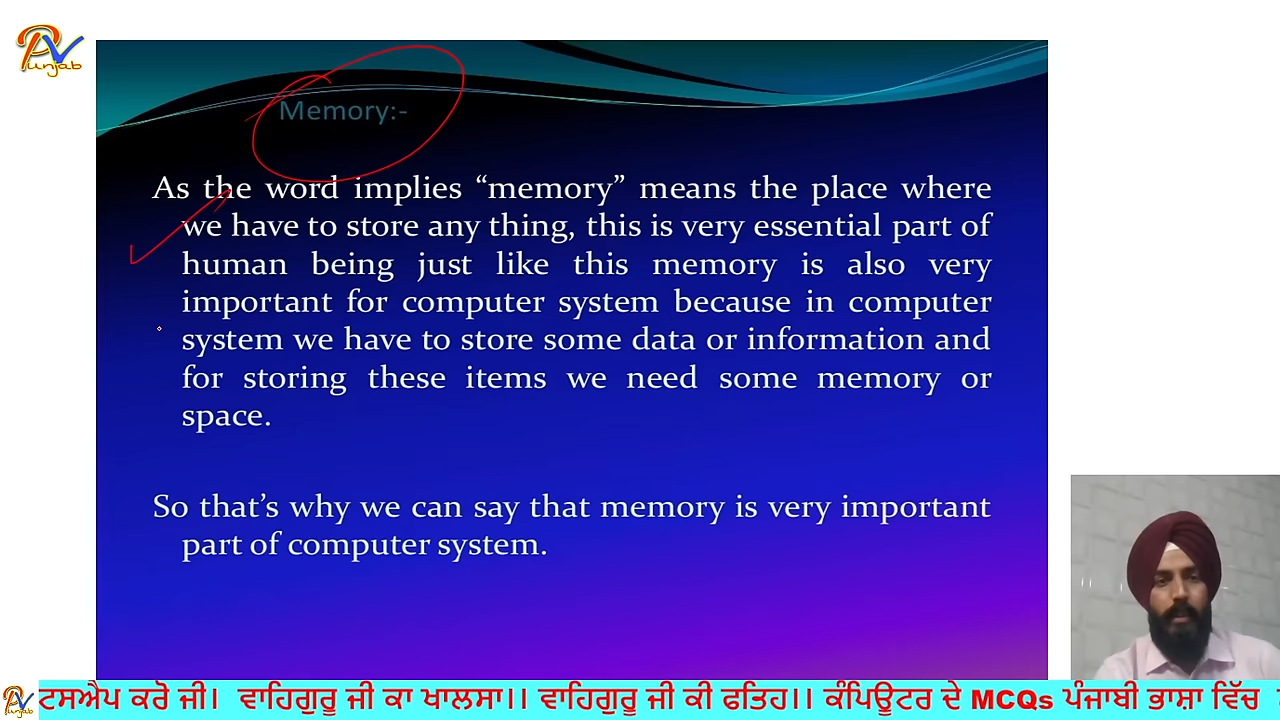 PV
unjab
Memory:-
As the word implies “memory” means the place where
we have to store any thing, this is very essential part of
human being just like this memory is also very
important for computer system because in computer
system we have to store some data or information and
for storing these items we need some memory or
space.
So that’s why we can say that memory is very important
part of computer system.
PV
unjab
ਟਸਐਪ ਕਰੋ ਜੀ। ਵਾਹਿਗੁਰੂ ਜੀ ਕਾ ਖਾਲਸਾ।। ਵਾਹਿਗੁਰੂ ਜੀ ਕੀ ਫਤਿਹ।। ਕੰਪਿਊਟਰ ਦੇ MCQs ਪੰਜਾਬੀ ਭਾਸ਼ਾ ਵਿੱਚ